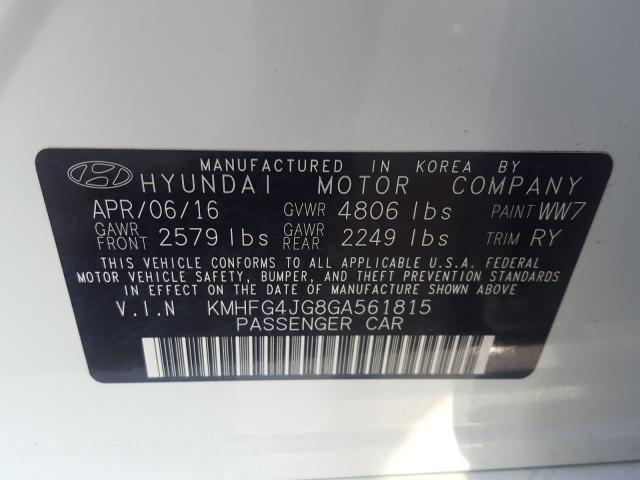 MANUFACTURED IN KOREA BY
HYUNDAI MOTOR COMPANY
APR/06/16 GVWR 4806 lbs PAINT WW7
GAWR FRONT 2579 lbs GAWR REAR 2249 lbs TRIM RY
THIS VEHICLE CONFORMS TO ALL APPLICABLE U.S.A. FEDERAL
MOTOR VEHICLE SAFETY, BUMPER, AND THEFT PREVENTION STANDARDS
IN EFFECT ON THE DATE OF MANUFACTURE SHOWN ABOVE
V.I.N KMHFG4JG8GA561815
PASSENGER CAR